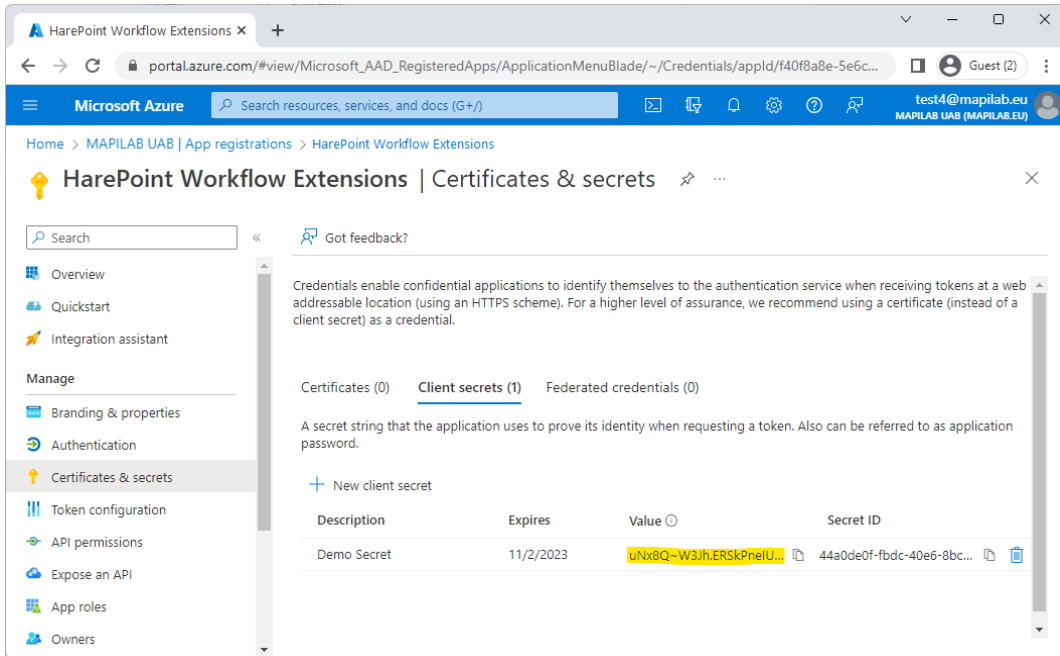 HarePoint Workflow Extensions
portal.azure.com/#view/Microsoft_AAD_RegisteredApps/ApplicationMenuBlade/~/Credentials/appId/f40f8a8e-5e6c...
Guest (2)
Microsoft Azure
Search resources, services, and docs (G+/)
test4@mapilab.eu
MAPILAB UAB (MAPILAB.EU)
Home > MAPILAB UAB | App registrations > HarePoint Workflow Extensions
HarePoint Workflow Extensions | Certificates & secrets
Search
Got feedback?
Overview
Quickstart
Integration assistant
Manage
Branding & properties
Authentication
Certificates & secrets
Token configuration
API permissions
Expose an API
App roles
Owners
Credentials enable confidential applications to identify themselves to the authentication service when receiving tokens at a web
addressable location (using an HTTPS scheme). For a higher level of assurance, we recommend using a certificate (instead of a
client secret) as a credential.
Certificates (0) Client secrets (1) Federated credentials (0)
A secret string that the application uses to prove its identity when requesting a token. Also can be referred to as application
password.
New client secret
Description Expires Value Secret ID
Demo Secret 11/2/2023 uNx8Q~W3Jh.ERSkPneIU... 44a0de0f-fbdc-40e6-8bc...